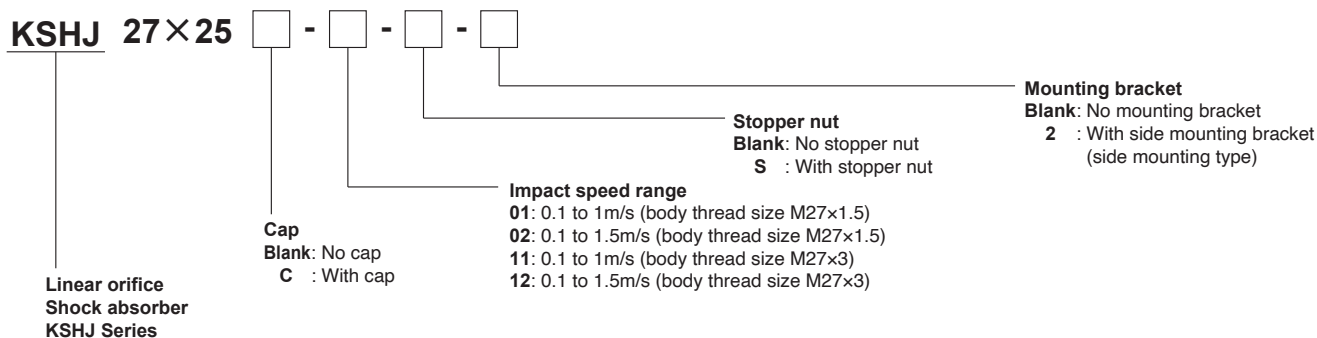 KSHJ 27×25 □ - □ - □ - □
Mounting bracket
Blank: No mounting bracket
2 : With side mounting bracket
(side mounting type)
Stopper nut
Blank: No stopper nut
S : With stopper nut
Impact speed range
01: 0.1 to 1m/s (body thread size M27×1.5)
02: 0.1 to 1.5m/s (body thread size M27×1.5)
11: 0.1 to 1m/s (body thread size M27×3)
12: 0.1 to 1.5m/s (body thread size M27×3)
Cap
Blank: No cap
C : With cap
Linear orifice
Shock absorber
KSHJ Series